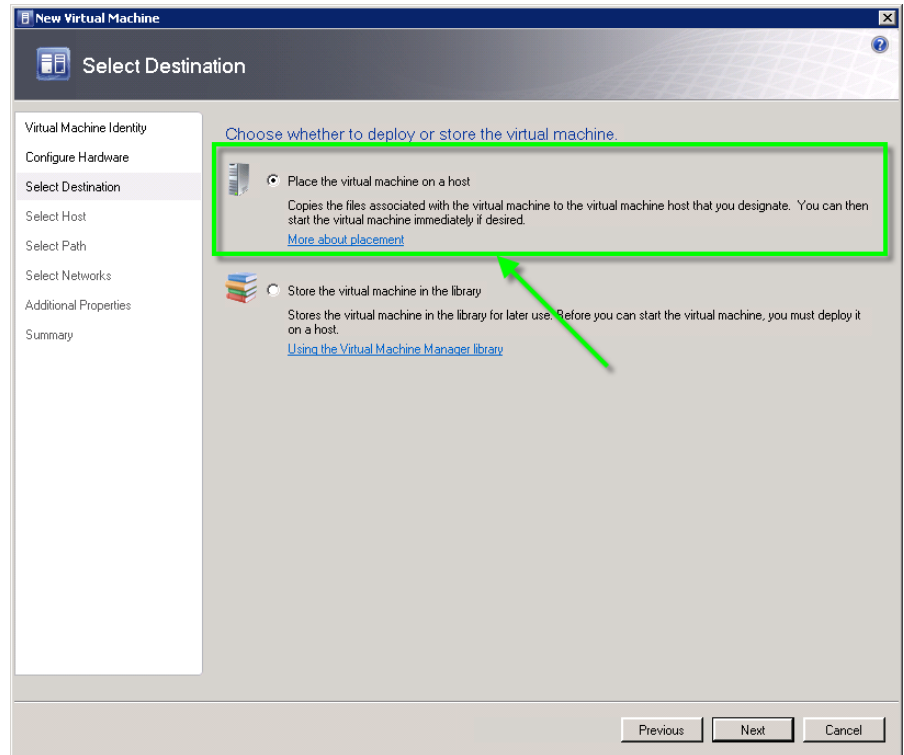 New Virtual Machine
Select Destination
Virtual Machine Identity
Configure Hardware
Select Destination
Select Host
Select Path
Select Networks
Additional Properties
Summary
Choose whether to deploy or store the virtual machine.
Place the virtual machine on a host
Copies the files associated with the virtual machine to the virtual machine host that you designate. You can then
start the virtual machine immediately if desired.
More about placement
Store the virtual machine in the library
Stores the virtual machine in the library for later use. Before you can start the virtual machine, you must deploy it
on a host.
Using the Virtual Machine Manager library
Previous
Next
Cancel